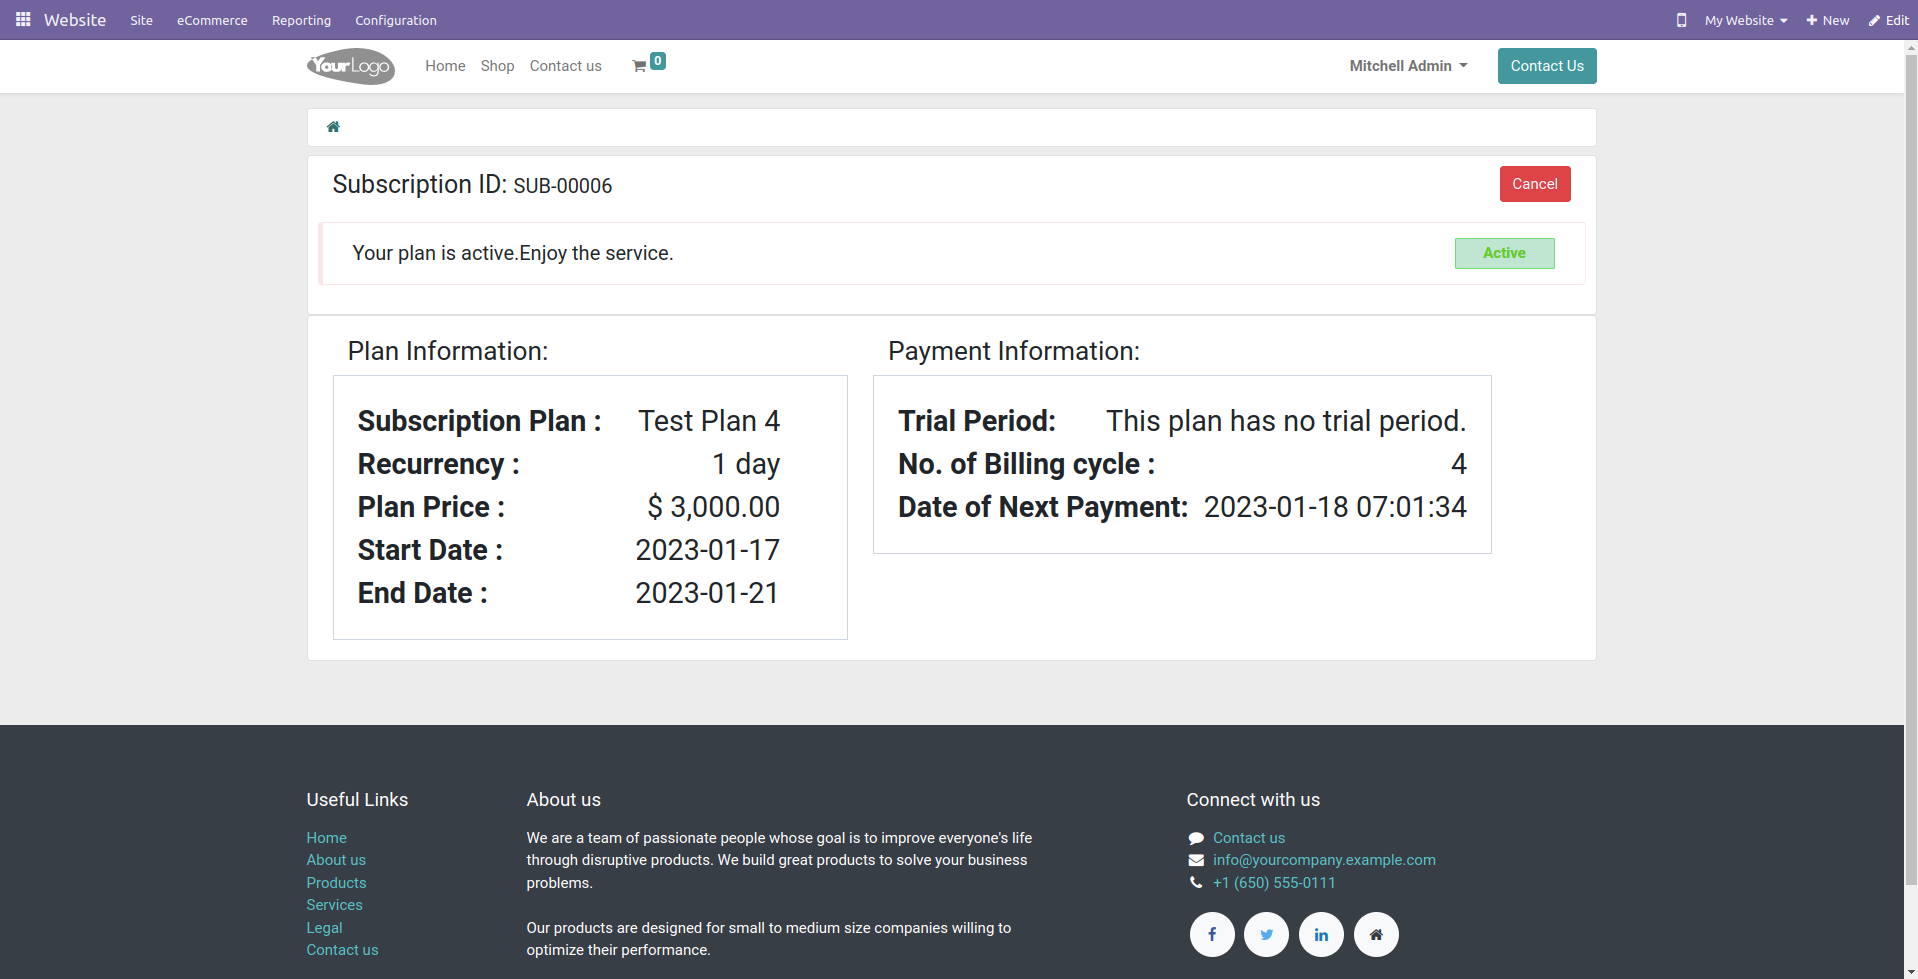 Website Site eCommerce Reporting Configuration My Website New Edit
YourLogo Home Shop Contact us 0 Mitchell Admin Contact Us
Subscription ID: SUB-00006 Cancel
Your plan is active.Enjoy the service. Active
Plan Information:
Subscription Plan : Test Plan 4
Recurrency : 1 day
Plan Price : $ 3,000.00
Start Date : 2023-01-17
End Date : 2023-01-21
Payment Information:
Trial Period: This plan has no trial period.
No. of Billing cycle : 4
Date of Next Payment: 2023-01-18 07:01:34
Useful Links
Home
About us
Products
Services
Legal
Contact us
About us
We are a team of passionate people whose goal is to improve everyone's life
through disruptive products. We build great products to solve your business
problems.
Our products are designed for small to medium size companies willing to
optimize their performance.
Connect with us
Contact us
info@yourcompany.example.com
+1 (650) 555-0111